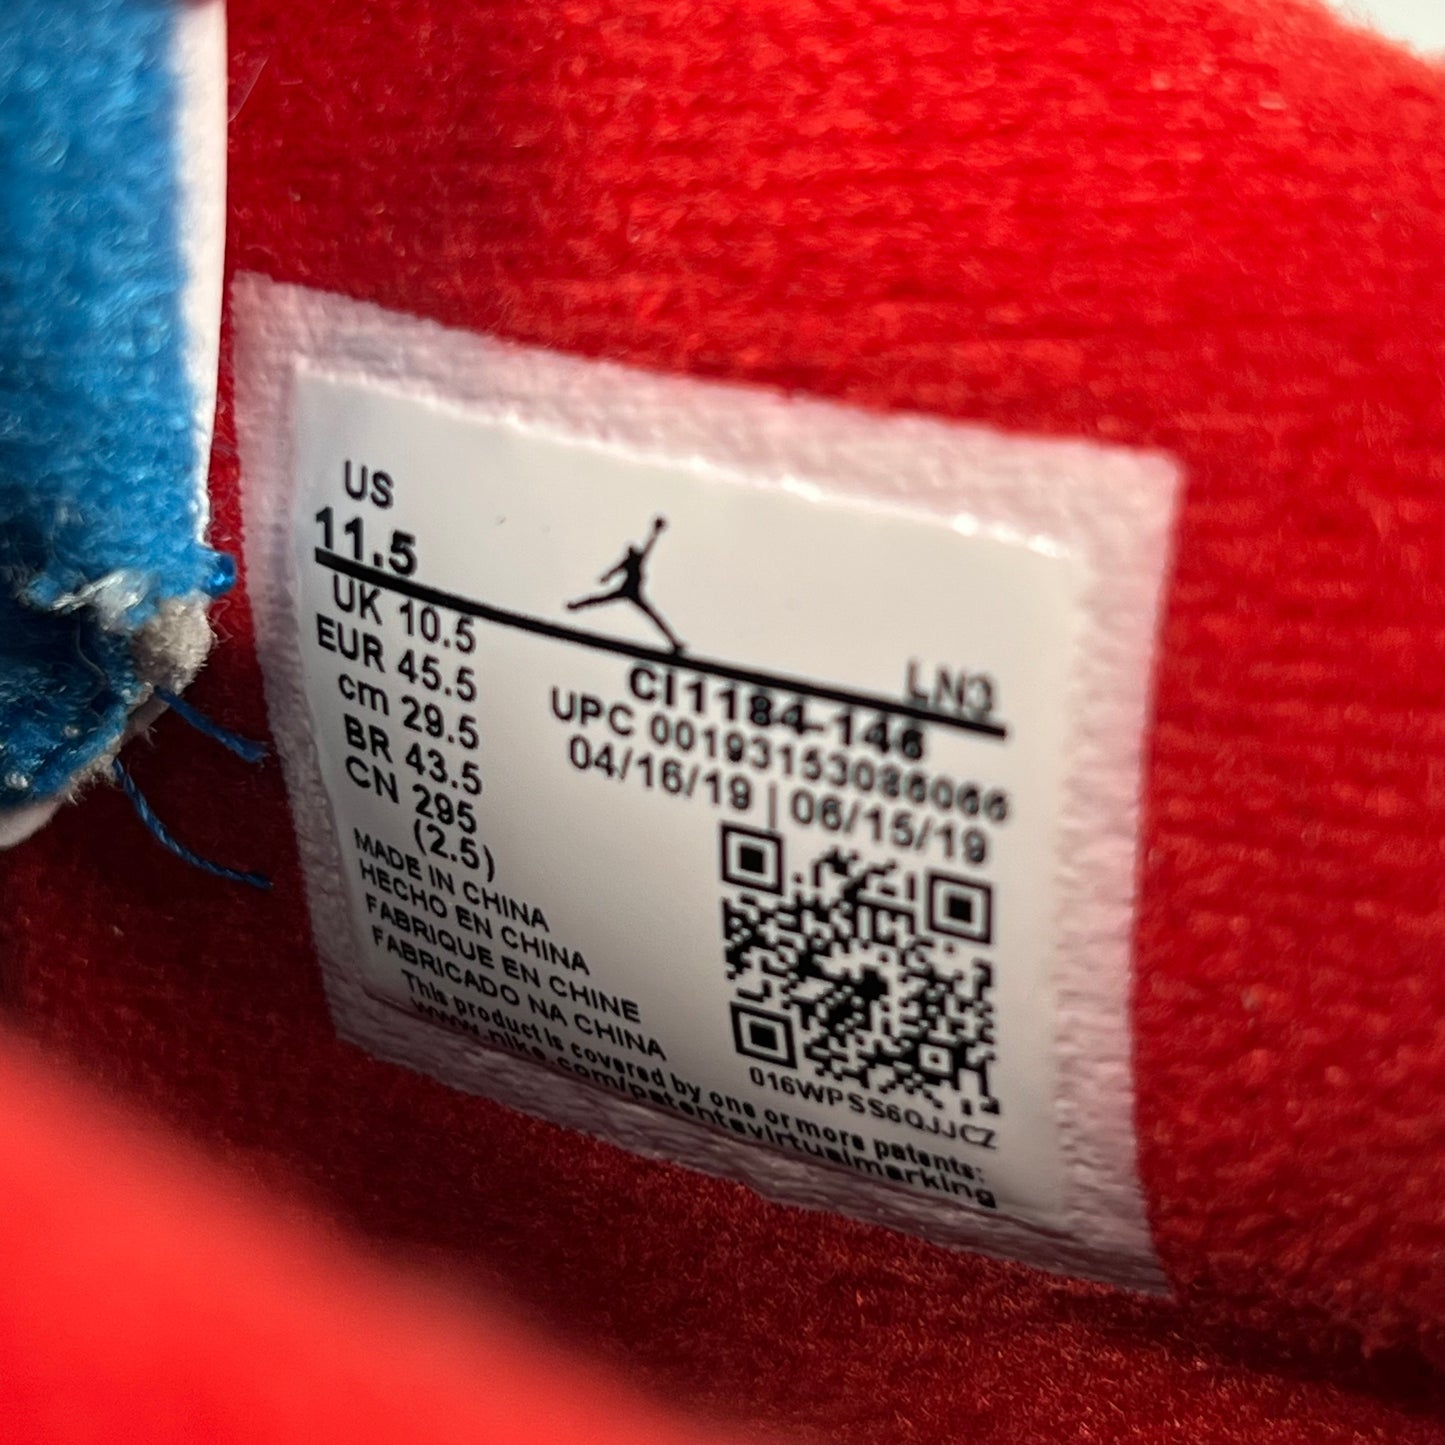 US
11.5
LN3
UK 10.5
EUR 45.5
cm 29.5
BR 43.5
CN 295
(2.5)
CI1184-146
UPC 00193153086066
04/16/19 | 06/15/19
MADE IN CHINA
HECHO EN CHINA
FABRIQUE EN CHINE
FABRICADO NA CHINA
016WPSS6QJJCZ
This product is covered by one or more patents:
www.nike.com/patentsvirtualmarking